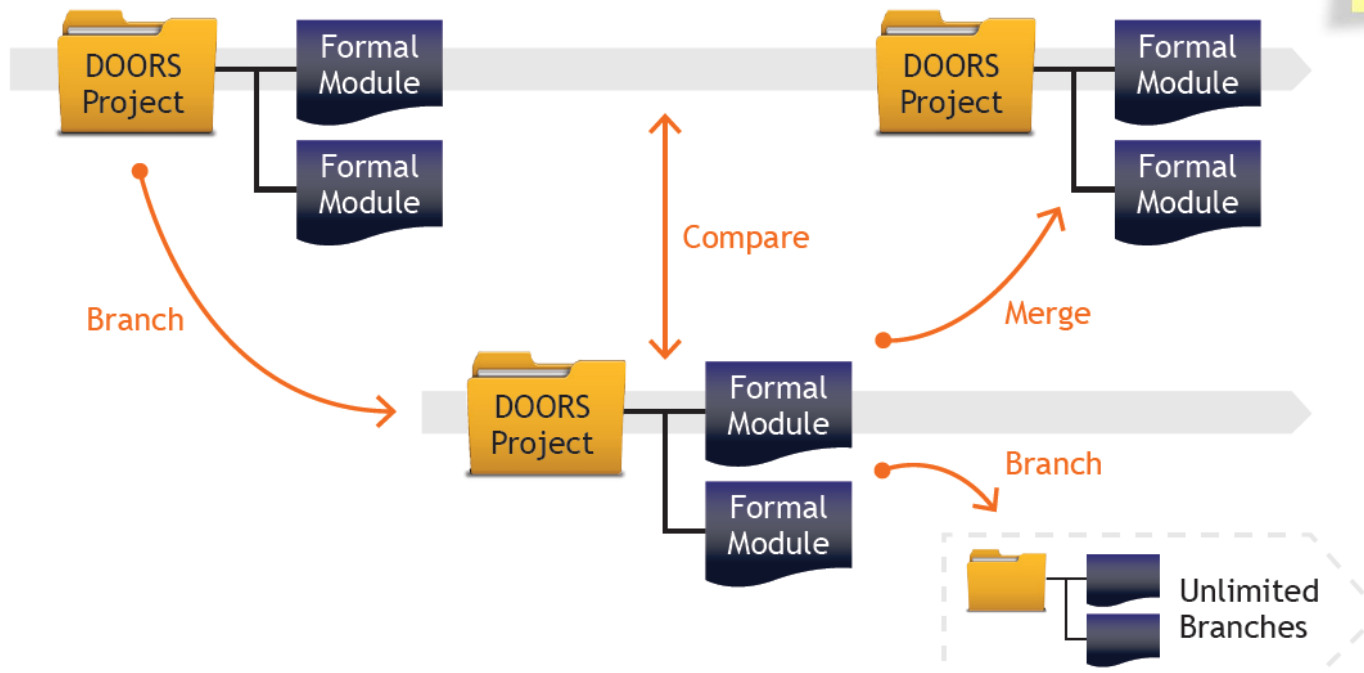 DOORS
Project
Formal
Module
Formal
Module
DOORS
Project
Formal
Module
Formal
Module
Compare
Branch
Merge
DOORS
Project
Formal
Module
Formal
Module
Branch
Unlimited
Branches